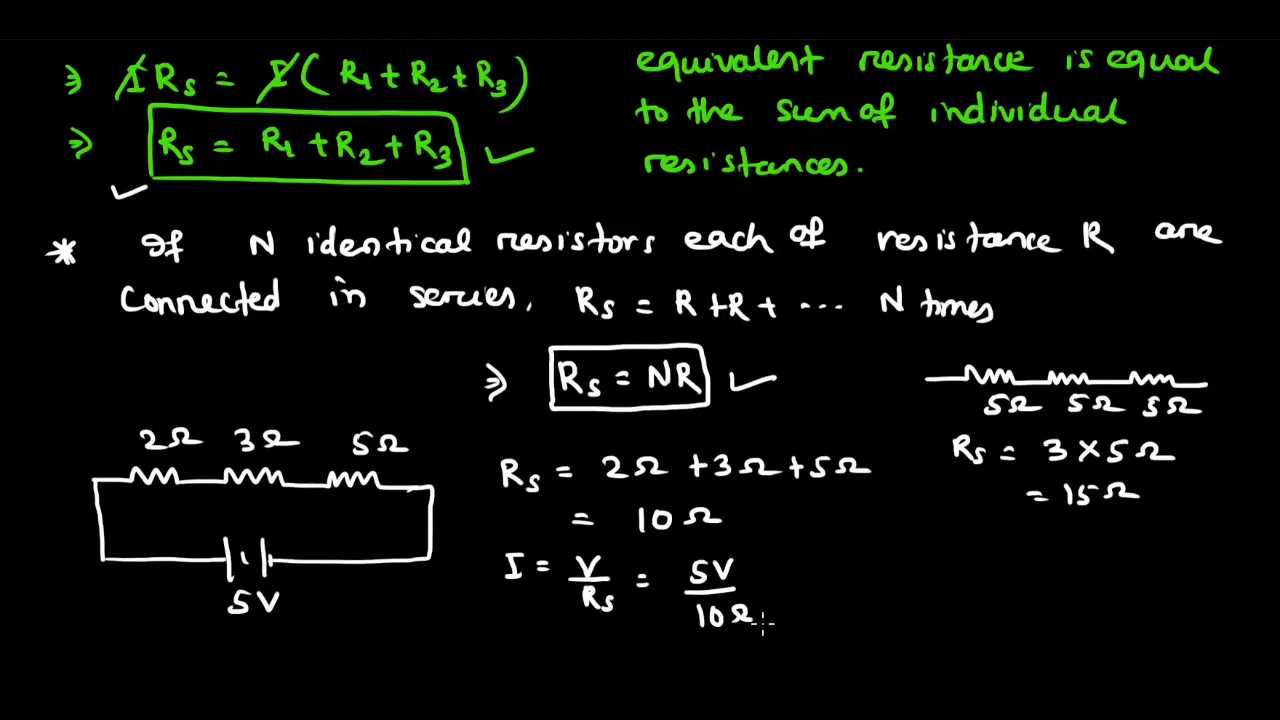 ⇒ IRs = I(R1 + R2 + R3)
⇒ Rs = R1 + R2 + R3 ✓
✓
equivalent resistance is equal
to the sum of individual
resistances.
* If N identical resistors each of resistance R are
connected in series. Rs = R + R + ... N times
⇒ Rs = NR ✓
5Ω 5Ω 5Ω
Rs = 3 × 5Ω
= 15Ω
2Ω 3Ω 5Ω
5V
Rs = 2Ω + 3Ω + 5Ω
= 10Ω
I = V/Rs = 5V/10Ω